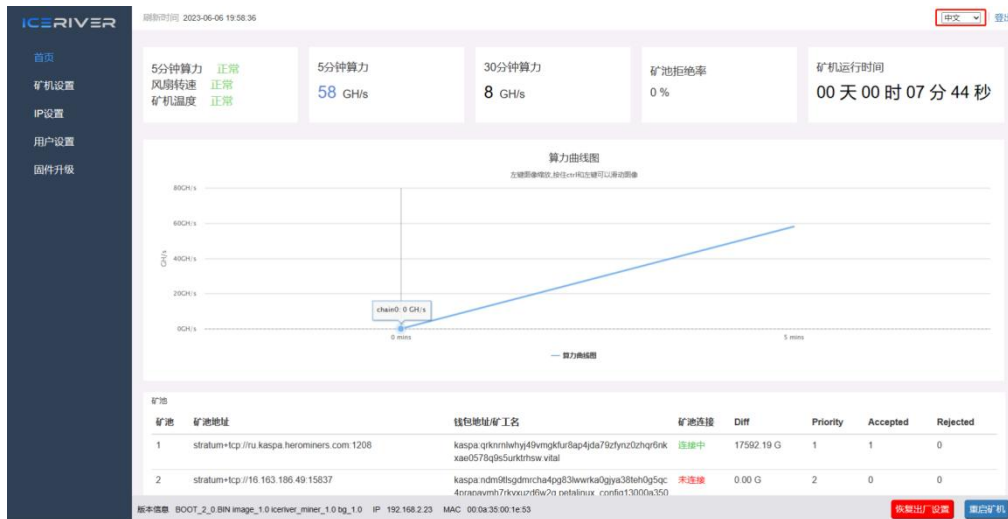 ICERIVER
刷新时间 2023-06-06 19:58:36
中文
登出
首页
矿机设置
IP设置
用户设置
固件升级
5分钟算力 正常
风扇转速 正常
矿机温度 正常
5分钟算力
58 GH/s
30分钟算力
8 GH/s
矿池拒绝率
0 %
矿机运行时间
00 天 00 时 07 分 44 秒
算力曲线图
左键图像缩放,按住ctrl和左键可以滑动图像
80GH/s
60GH/s
40GH/s
20GH/s
0GH/s
GH/s
chain0: 0 GH/s
0 mins
5 mins
算力曲线图
矿池
矿池 矿池地址 钱包地址/矿工名 矿池连接 Diff Priority Accepted Rejected
1 stratum+tcp://ru.kaspa.herominers.com:1208 kaspa:qrknrnlwhyj49vmgkfur8ap4jda79zfynz0zhqr6nk 连接中 17592.19 G 1 1 0
xae0578q9s5urktrhsw.vital
2 stratum+tcp://16.163.186.49:15837 kaspa:ndm9tlsgdmrcha4pg83lwwrka0gjya38teh0g5qc 未连接 0.00 G 2 0 0
版本信息 BOOT_2_0.BIN image_1.0 iceriver_miner_1.0 bg_1.0 IP 192.168.2.23 MAC 00:0a:35:00:1e:53
恢复出厂设置 重启矿机